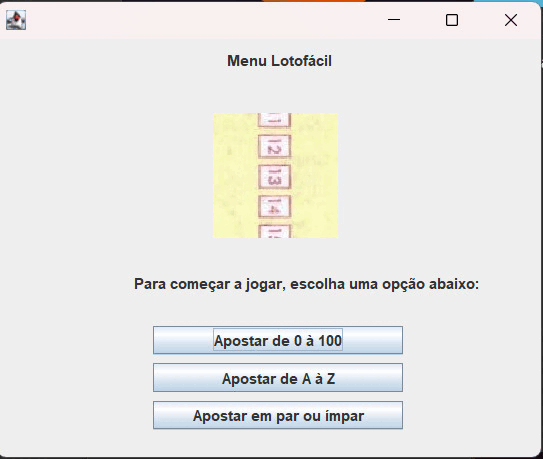 Menu Lotofácil
11
12
13
14
Para começar a jogar, escolha uma opção abaixo:
Apostar de 0 à 100
Apostar de A à Z
Apostar em par ou ímpar